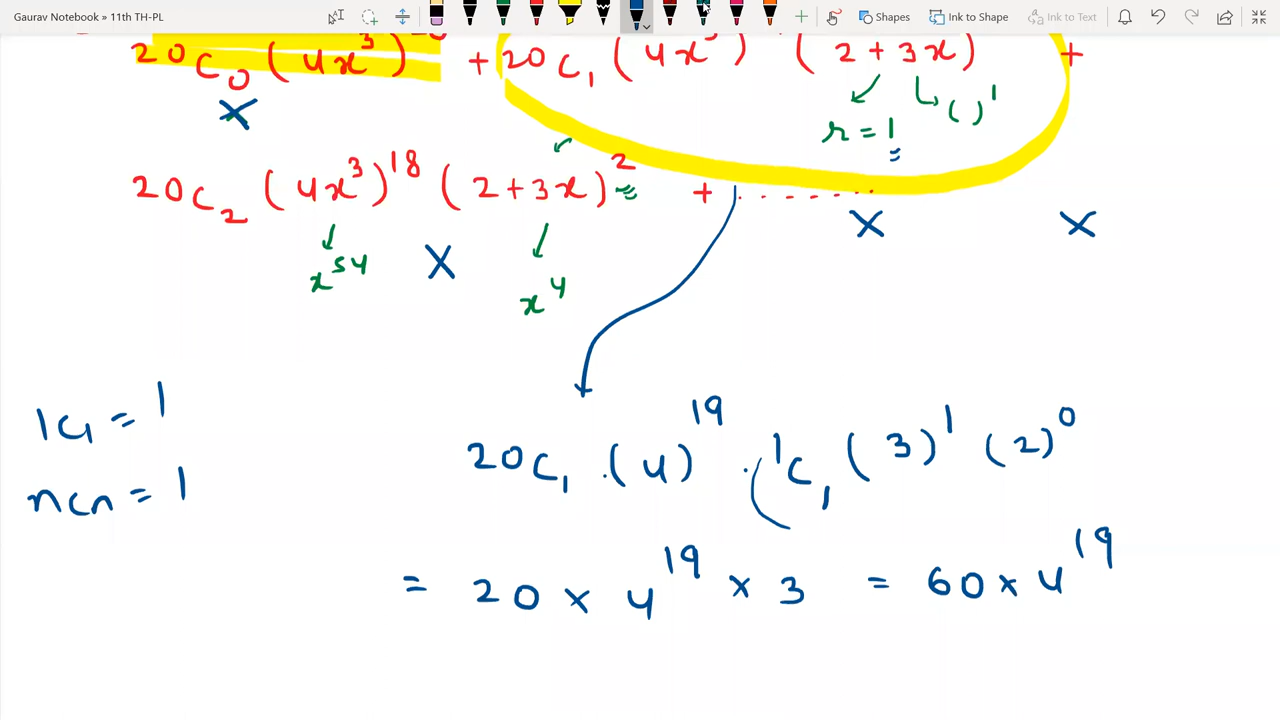 Gaurav Notebook » 11th TH-PL
Shapes Ink to Shape Ink to Text
20C₀ (4x³)²⁰ + 20C₁ (4x³) (2 + 3x) +
x ( )¹
r = 1
20C₂ (4x³)¹⁸ (2+3x)² + ........
x x
x⁵⁴ x x⁴
1C₁ = 1
20C₁ . (4)¹⁹ . (¹C₁ (3)¹ (2)⁰
nCn = 1
= 20 x 4¹⁹ x 3 = 60 x 4¹⁹